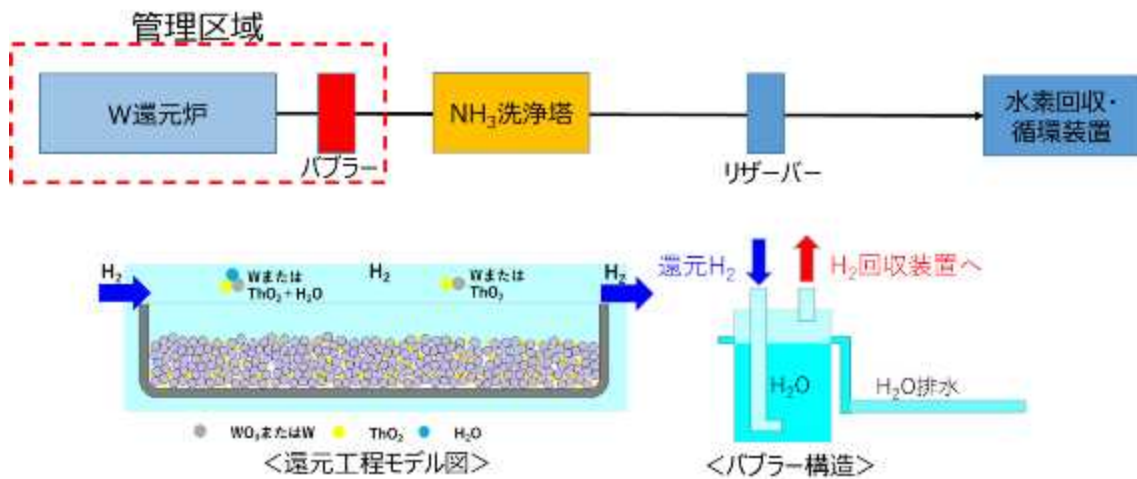 管理区域
W還元炉
バブラー
NH₃洗浄塔
リザーバー
水素回収・
循環装置
H₂
Wまたは
ThO₂+H₂O
H₂
Wまたは
ThO₂
H₂
WO₃またはW
ThO₂
H₂O
<還元工程モデル図>
還元H₂
H₂回収装置へ
H₂O
H₂O排水
<バブラー構造>